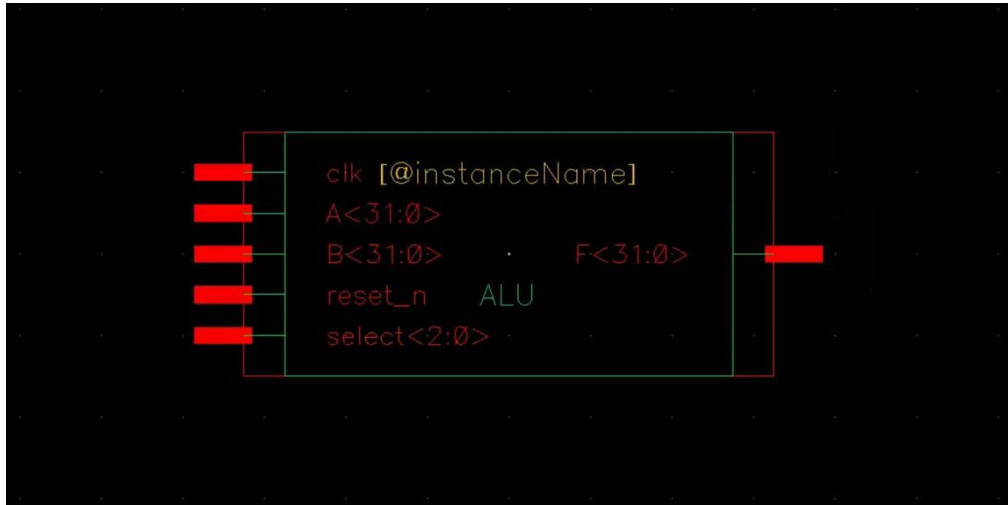 clk [@instanceName]
A<31:0>
B<31:0> F<31:0>
reset_n ALU
select<2:0>